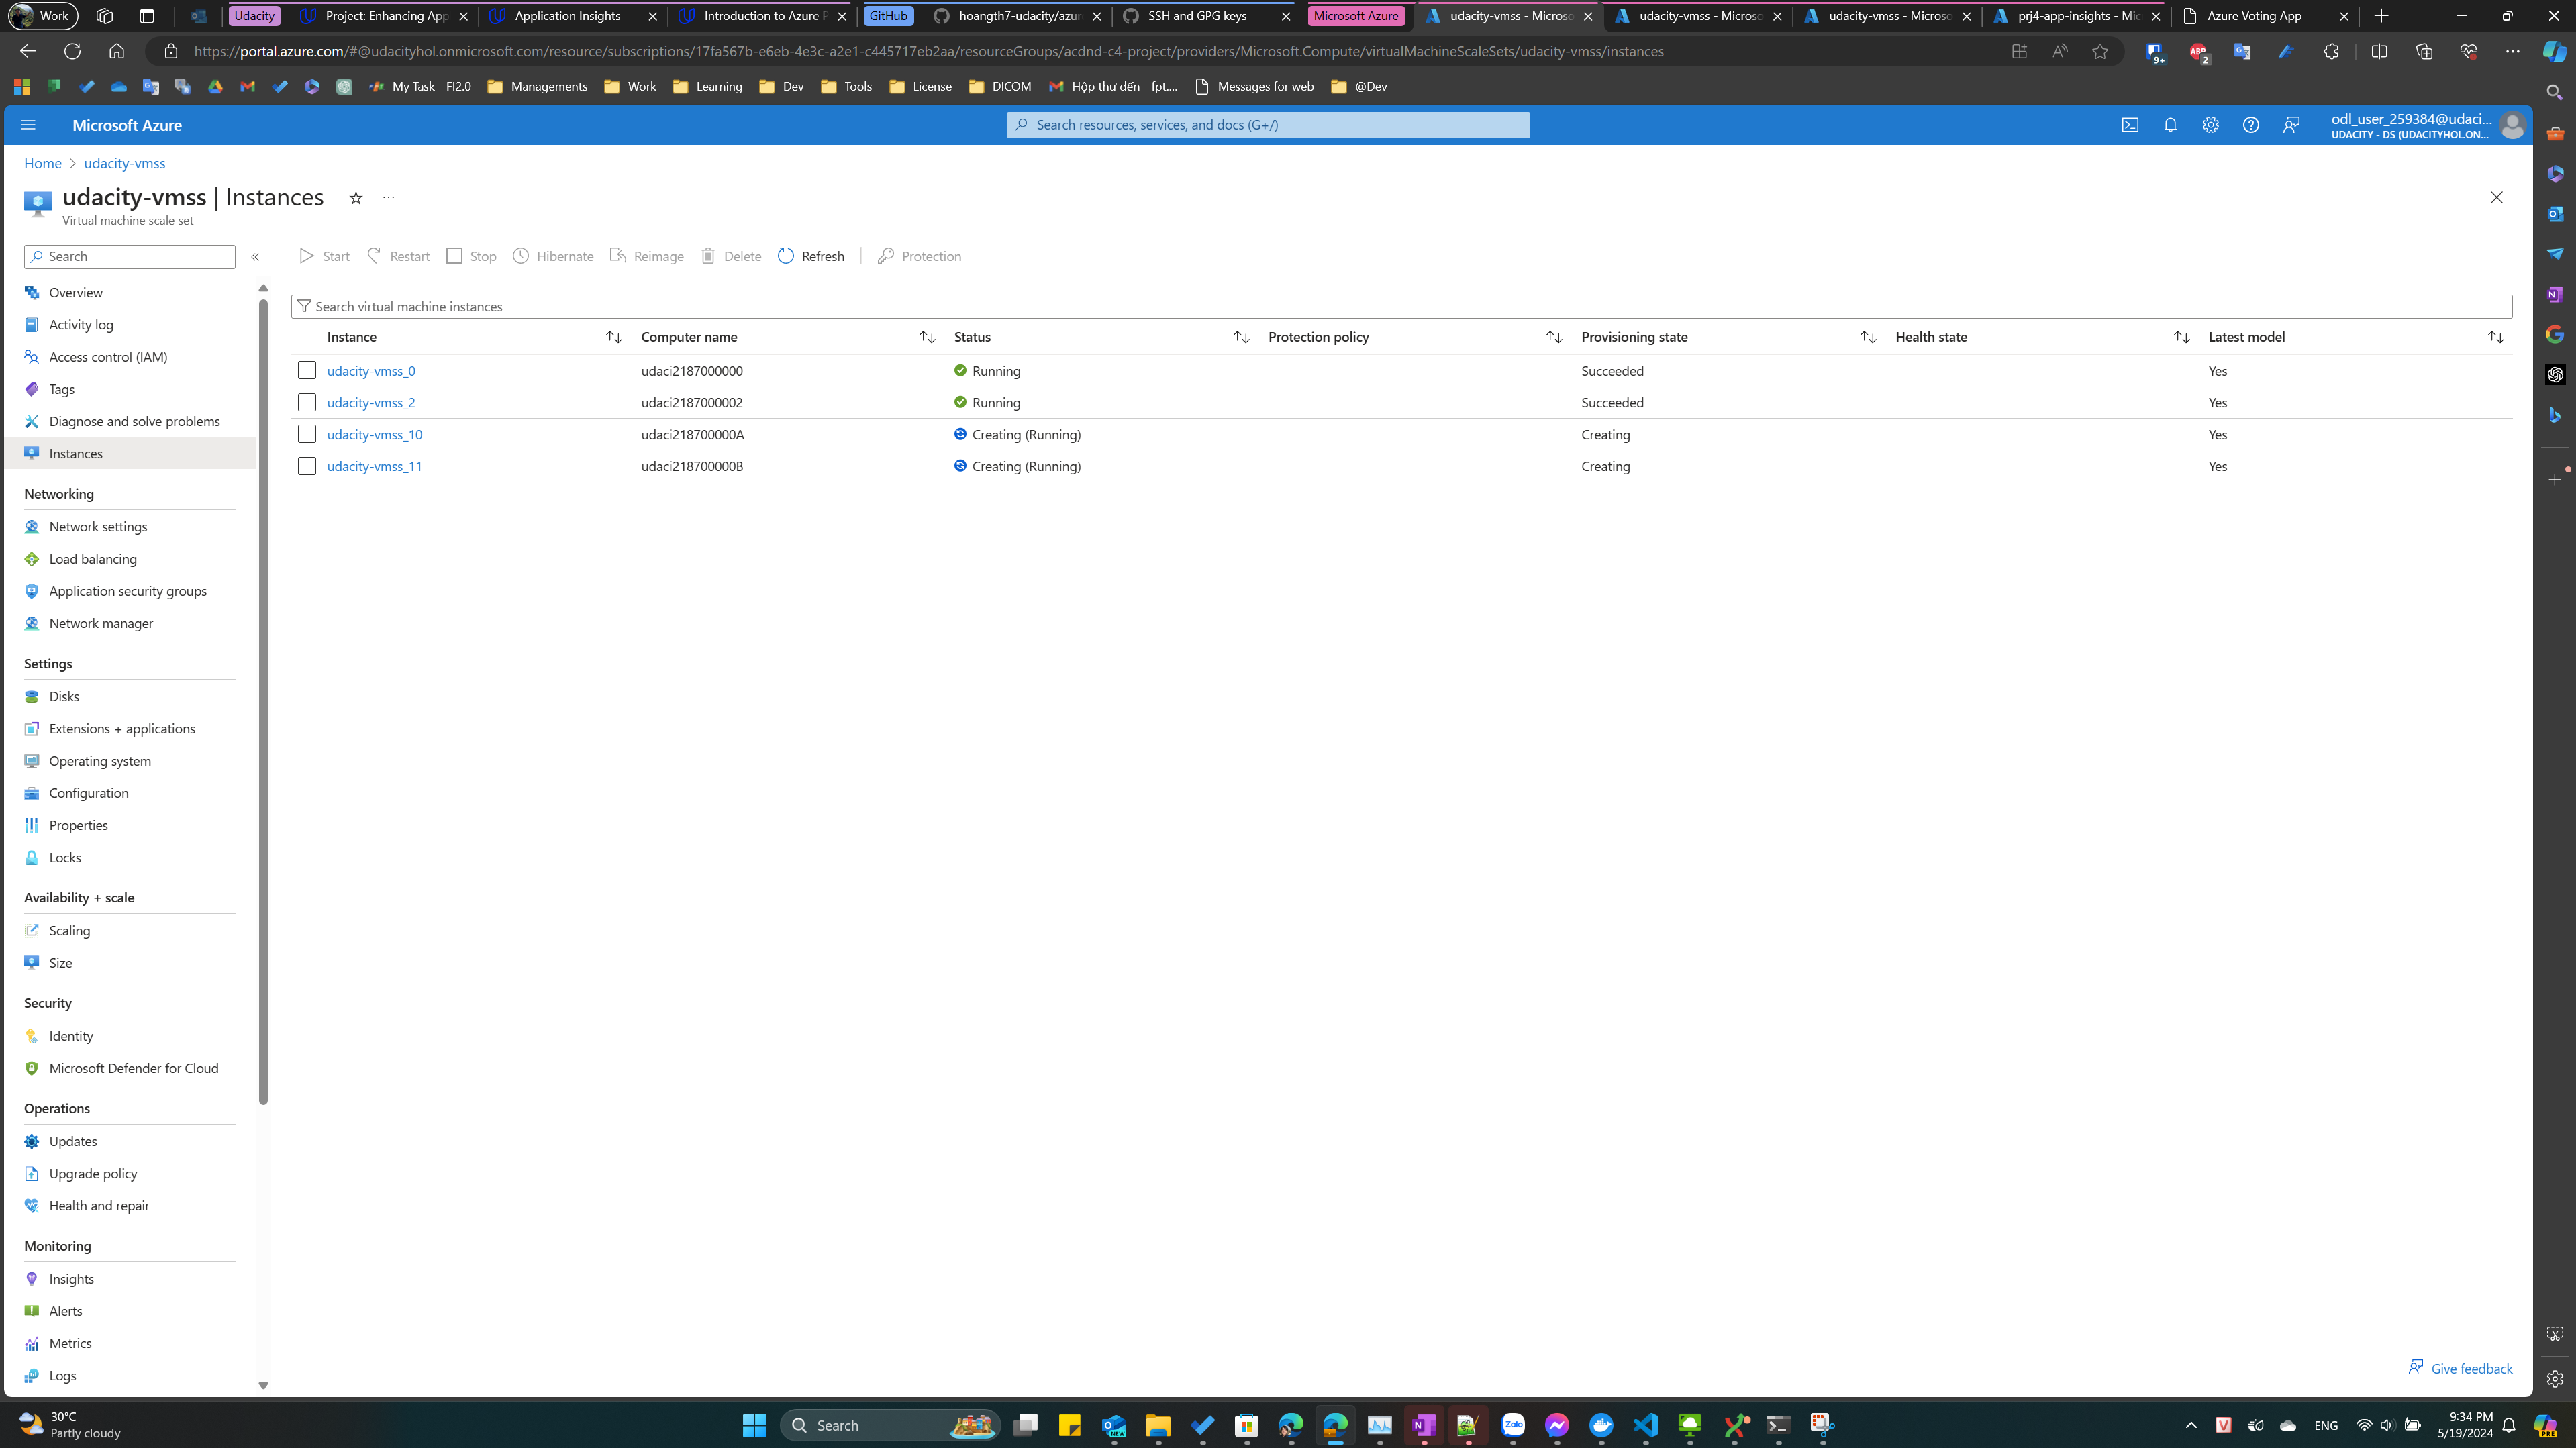 Work
Udacity
Project: Enhancing App
Application Insights
Introduction to Azure P
GitHub
hoangth7-udacity/azur
SSH and GPG keys
Microsoft Azure
udacity-vmss - Microso
udacity-vmss - Microso
udacity-vmss - Microso
prj4-app-insights - Mic
Azure Voting App
https://portal.azure.com/#@udacityhol.onmicrosoft.com/resource/subscriptions/17fa567b-e6eb-4e3c-a2e1-c445717eb2aa/resourceGroups/acdnd-c4-project/providers/Microsoft.Compute/virtualMachineScaleSets/udacity-vmss/instances
9+
ABP
2
My Task - FI2.0
Managements
Work
Learning
Dev
Tools
License
DICOM
Hộp thư đến - fpt....
Messages for web
@Dev
Microsoft Azure
Search resources, services, and docs (G+/)
odl_user_259384@udaci...
UDACITY - DS (UDACITYHOL.ON...
Home > udacity-vmss
udacity-vmss | Instances
Virtual machine scale set
Search
Start
Restart
Stop
Hibernate
Reimage
Delete
Refresh
Protection
Search virtual machine instances
Instance Computer name Status Protection policy Provisioning state Health state Latest model
udacity-vmss_0 udaci2187000000 Running Succeeded Yes
udacity-vmss_2 udaci2187000002 Running Succeeded Yes
udacity-vmss_10 udaci218700000A Creating (Running) Creating Yes
udacity-vmss_11 udaci218700000B Creating (Running) Creating Yes
Overview
Activity log
Access control (IAM)
Tags
Diagnose and solve problems
Instances
Networking
Network settings
Load balancing
Application security groups
Network manager
Settings
Disks
Extensions + applications
Operating system
Configuration
Properties
Locks
Availability + scale
Scaling
Size
Security
Identity
Microsoft Defender for Cloud
Operations
Updates
Upgrade policy
Health and repair
Monitoring
Insights
Alerts
Metrics
Logs
Give feedback
30°C
Partly cloudy
Search
NEW
Zalo
ENG
9:34 PM
5/19/2024
PRE